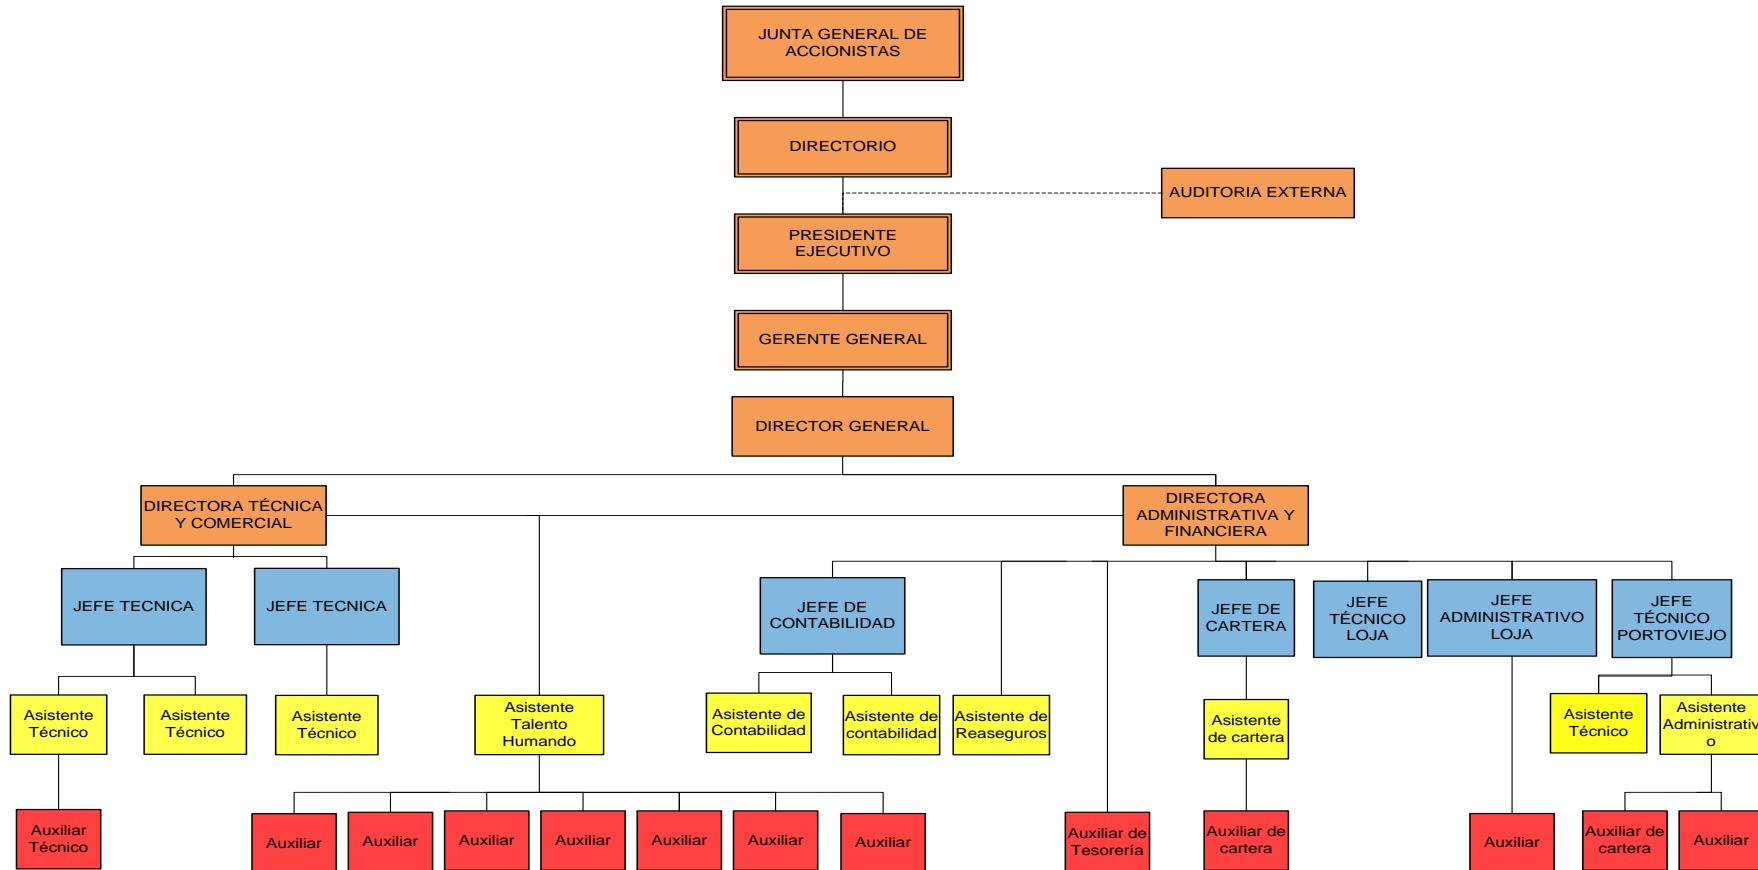 JUNTA GENERAL DE
ACCIONISTAS
DIRECTORIO
AUDITORIA EXTERNA
PRESIDENTE
EJECUTIVO
GERENTE GENERAL
DIRECTOR GENERAL
DIRECTORA TÉCNICA
Y COMERCIAL
DIRECTORA
ADMINISTRATIVA Y
FINANCIERA
JEFE TECNICA
JEFE TECNICA
JEFE DE
CONTABILIDAD
JEFE DE
CARTERA
JEFE
TÉCNICO
LOJA
JEFE
ADMINISTRATIVO
LOJA
JEFE
TÉCNICO
PORTOVIEJO
Asistente
Técnico
Asistente
Técnico
Asistente
Técnico
Asistente
Talento
Humando
Asistente de
Contabilidad
Asistente de
contabilidad
Asistente de
Reaseguros
Asistente
de cartera
Asistente
Técnico
Asistente
Administrativ
o
Auxiliar
Técnico
Auxiliar
Auxiliar
Auxiliar
Auxiliar
Auxiliar
Auxiliar
Auxiliar
Auxiliar de
Tesorería
Auxiliar de
cartera
Auxiliar
Auxiliar de
cartera
Auxiliar